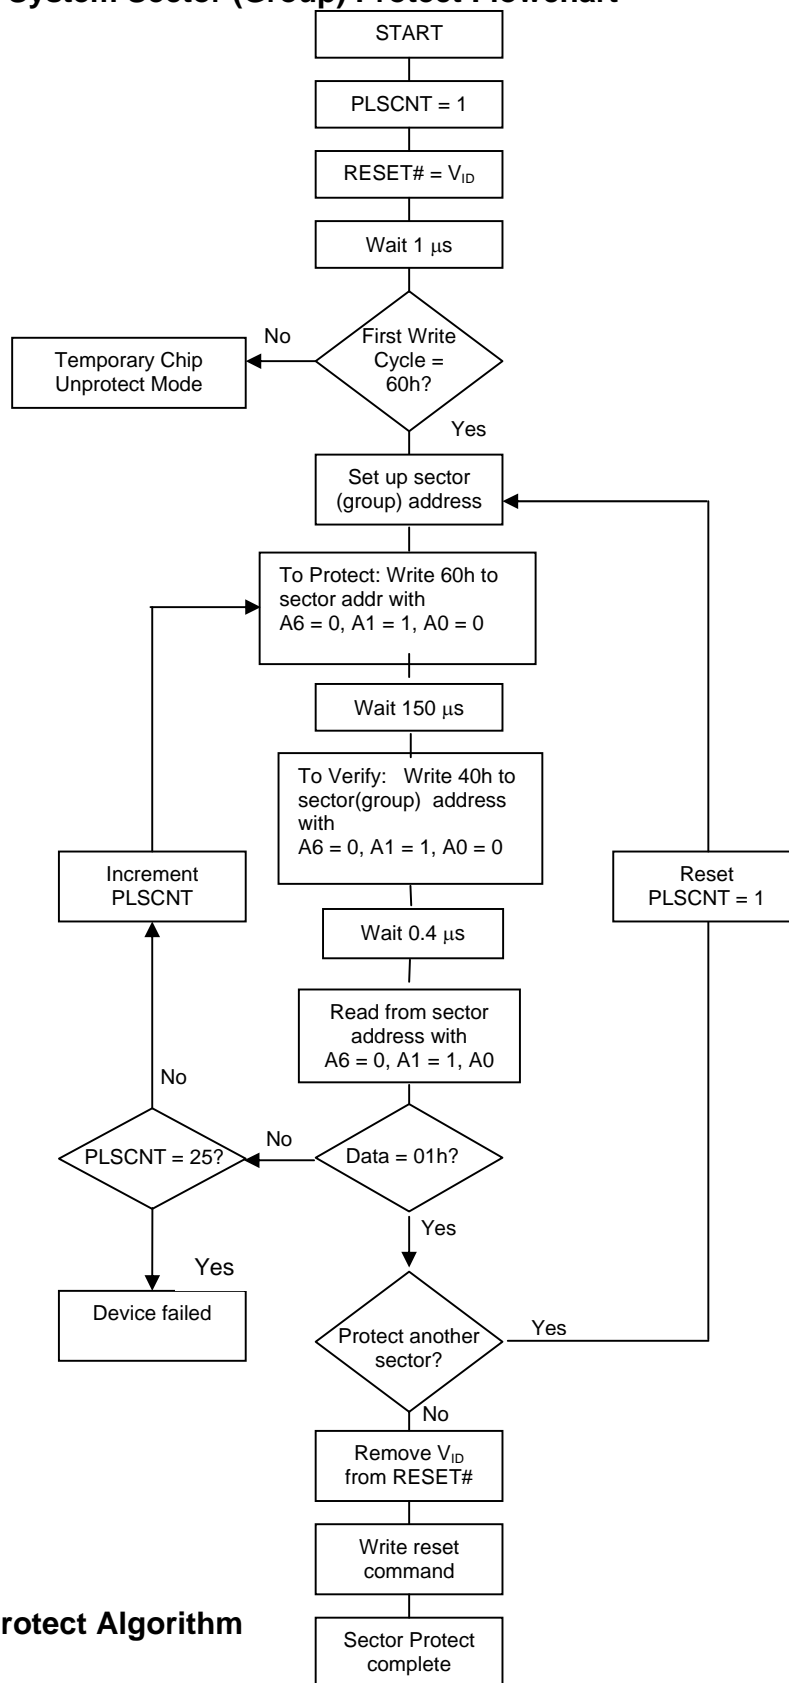 System Sector (Group) Protect Flowchart
START
PLSCNT = 1
RESET# = VID
Wait 1 μs
First Write
Cycle =
60h?
No
Temporary Chip
Unprotect Mode
Yes
Set up sector
(group) address
To Protect: Write 60h to
sector addr with
A6 = 0, A1 = 1, A0 = 0
Wait 150 μs
To Verify: Write 40h to
sector(group) address
with
A6 = 0, A1 = 1, A0 = 0
Increment
PLSCNT
Reset
PLSCNT = 1
Wait 0.4 μs
Read from sector
address with
A6 = 0, A1 = 1, A0
No
PLSCNT = 25?
No
Data = 01h?
Yes
Yes
Device failed
Protect another
sector?
Yes
No
Remove VID
from RESET#
Write reset
command
rotect Algorithm
Sector Protect
complete